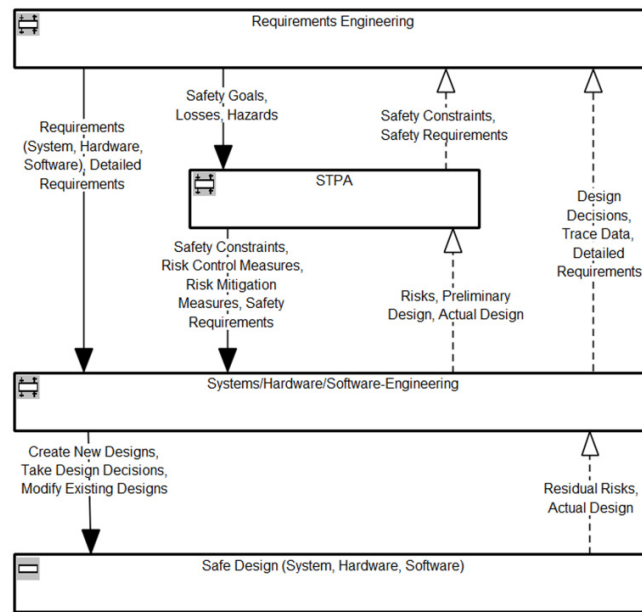 Requirements Engineering
Safety Goals,
Losses, Hazards
Safety Constraints,
Safety Requirements
Requirements
(System, Hardware,
Software), Detailed
Requirements
STPA
Design
Decisions,
Trace Data,
Detailed
Requirements
Safety Constraints,
Risk Control Measures,
Risk Mitigation
Measures, Safety
Requirements
Risks, Preliminary
Design, Actual Design
Systems/Hardware/Software-Engineering
Create New Designs,
Take Design Decisions,
Modify Existing Designs
Residual Risks,
Actual Design
Safe Design (System, Hardware, Software)